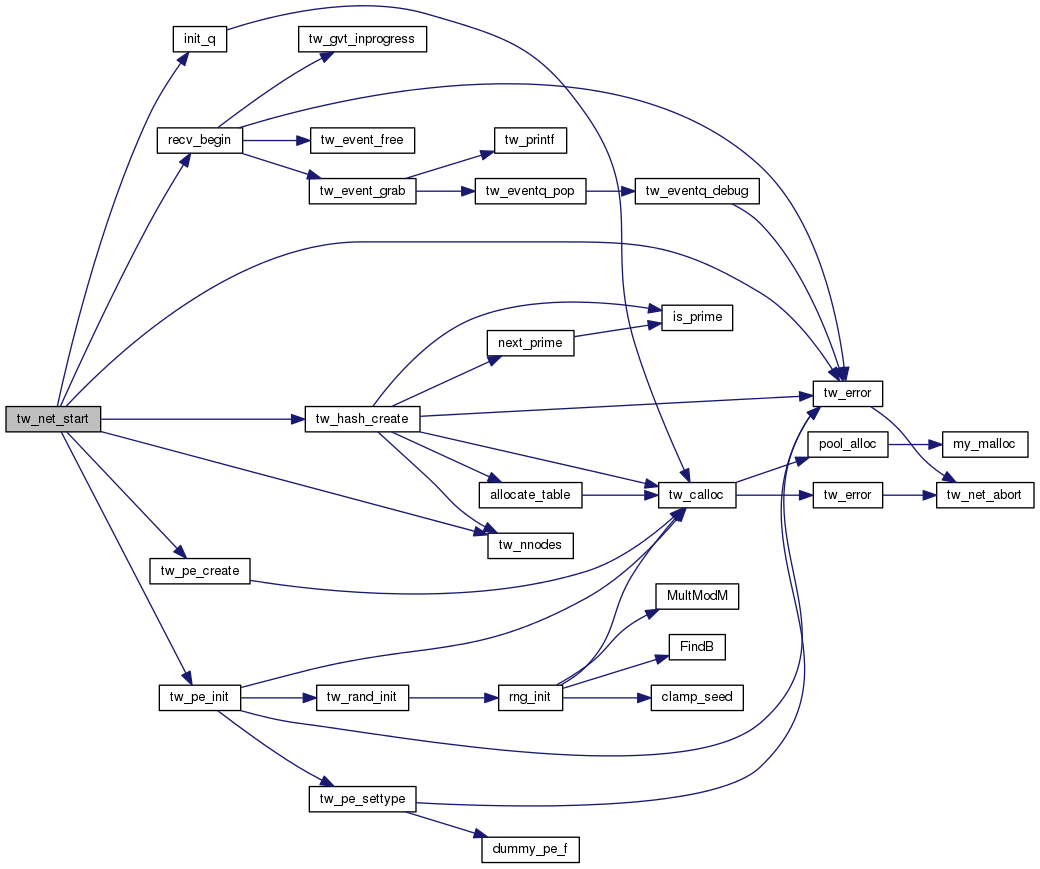 init_q
tw_gvt_inprogress
recv_begin
tw_event_free
tw_printf
tw_event_grab
tw_eventq_pop
tw_eventq_debug
is_prime
next_prime
tw_error
tw_net_start
tw_hash_create
pool_alloc
my_malloc
allocate_table
tw_calloc
tw_error
tw_net_abort
tw_nnodes
tw_pe_create
MultModM
FindB
tw_pe_init
tw_rand_init
rng_init
clamp_seed
tw_pe_settype
dummy_pe_f